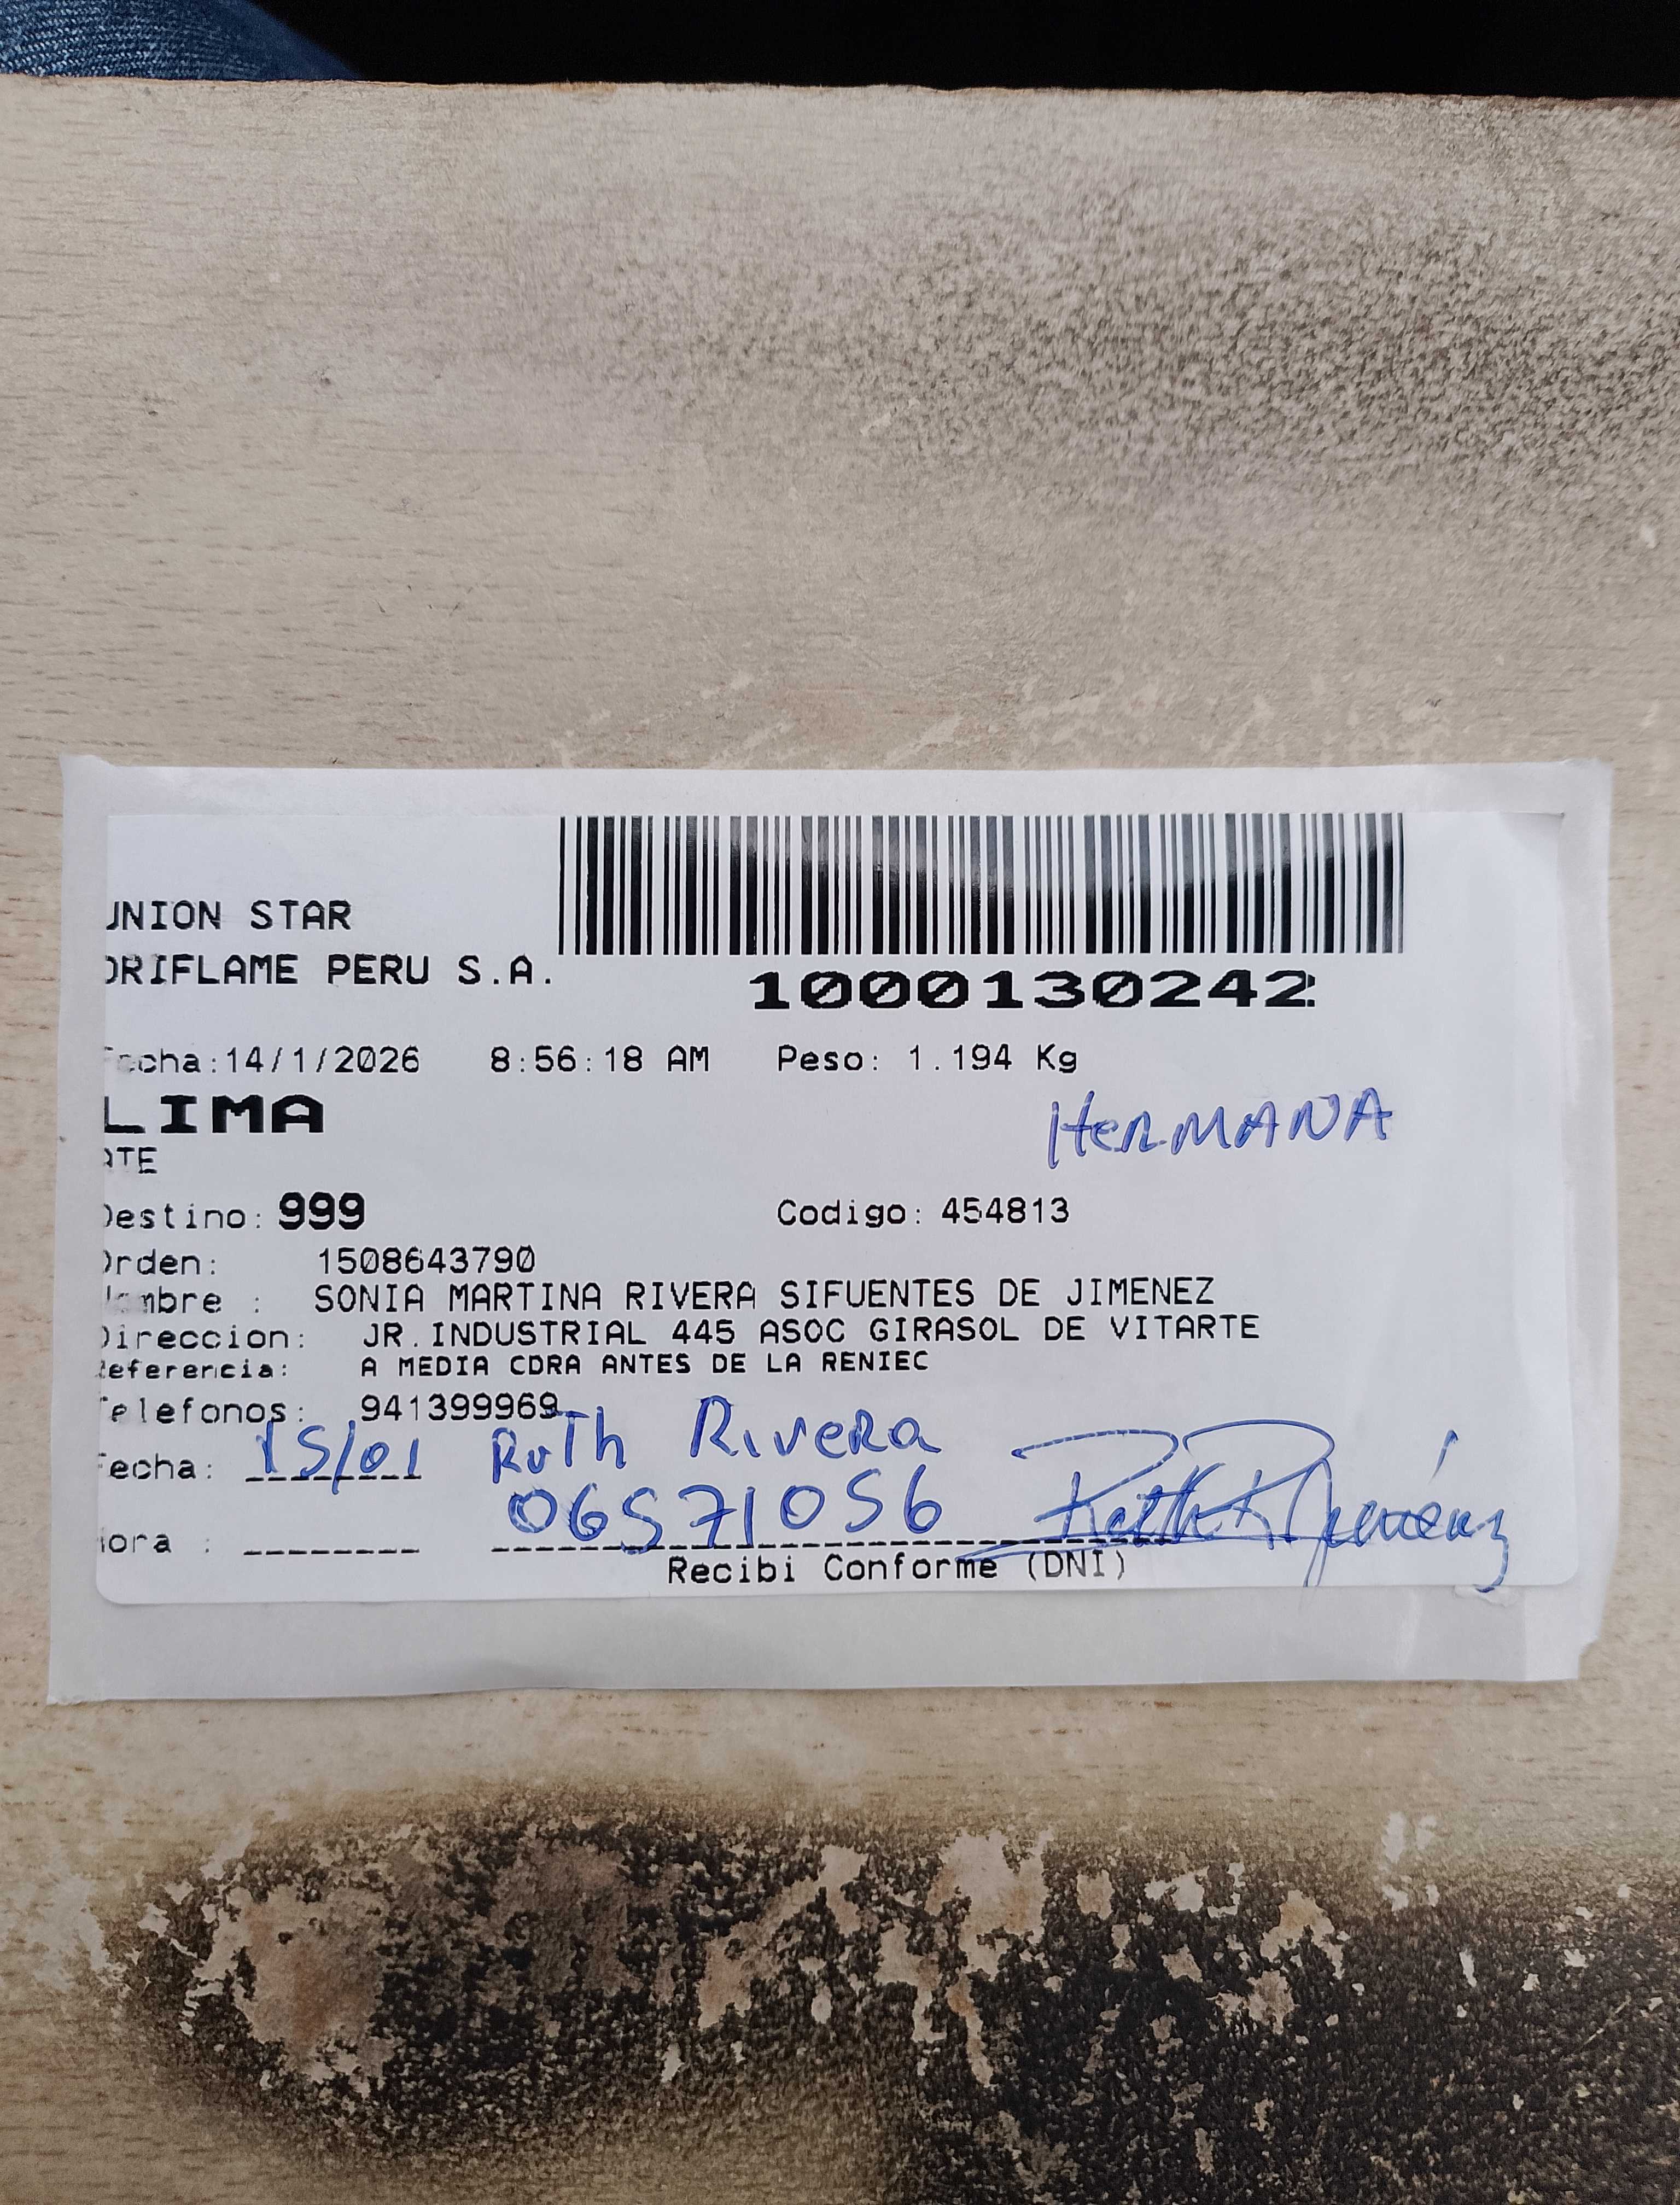 UNION STAR
ORIFLAME PERU S.A.
1000130242
Fecha:14/1/2026 8:56:18 AM Peso: 1.194 Kg
LIMA
HERMANA
ATE
Destino: 999 Codigo: 454813
Orden: 1508643790
Nombre : SONIA MARTINA RIVERA SIFUENTES DE JIMENEZ
Direccion: JR.INDUSTRIAL 445 ASOC GIRASOL DE VITARTE
Referencia: A MEDIA CDRA ANTES DE LA RENIEC
Telefonos: 941399969
Fecha: 15/01 Ruth Rivera
06571056
Hora :
Recibi Conforme (DNI)